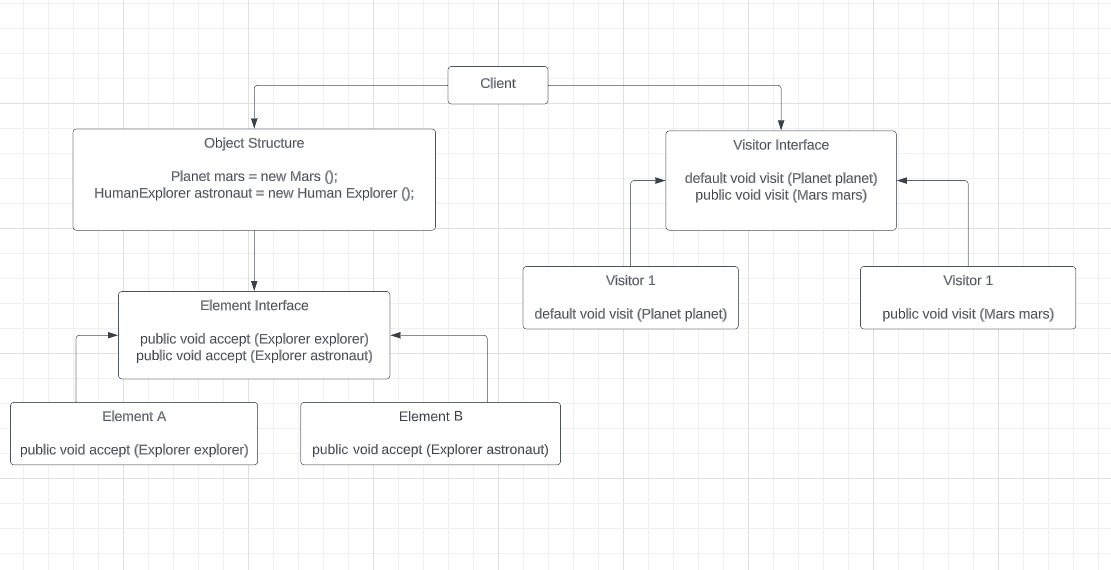 Client
Object Structure
Planet mars = new Mars ();
HumanExplorer astronaut = new Human Explorer ();
Visitor Interface
default void visit (Planet planet)
public void visit (Mars mars)
Visitor 1
default void visit (Planet planet)
Visitor 1
public void visit (Mars mars)
Element Interface
public void accept (Explorer explorer)
public void accept (Explorer astronaut)
Element A
public void accept (Explorer explorer)
Element B
public void accept (Explorer astronaut)